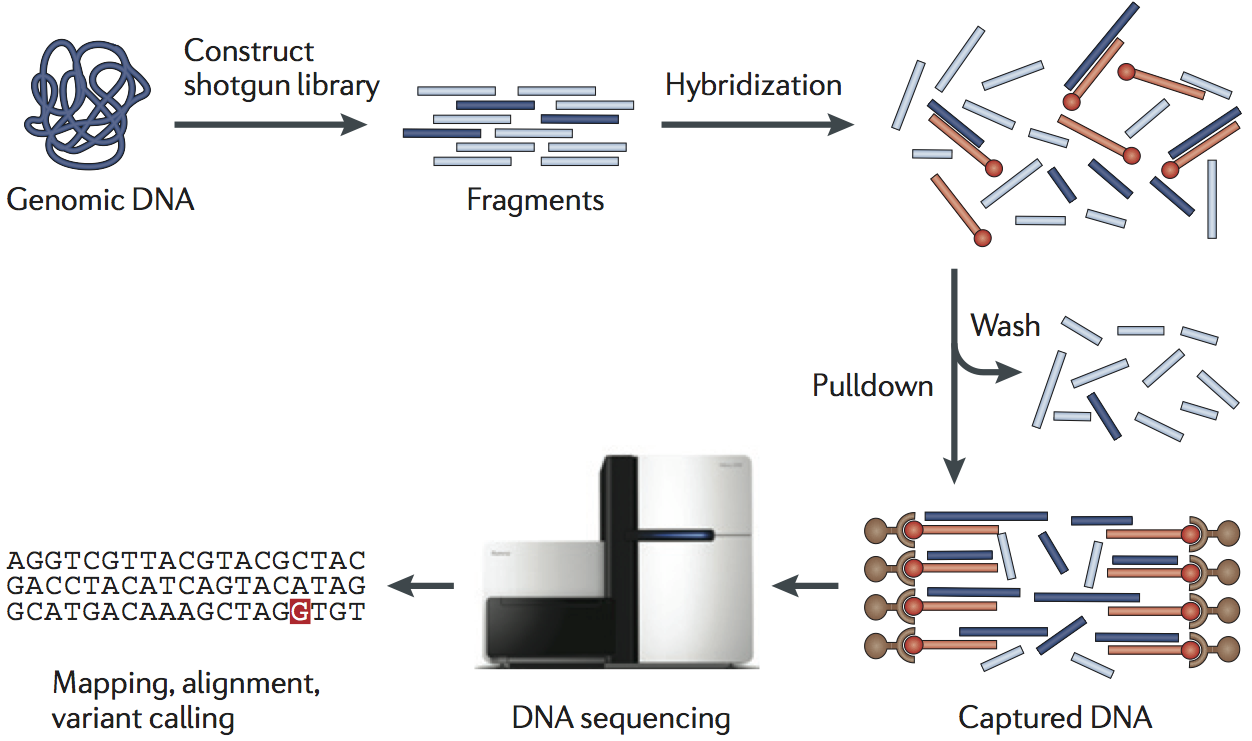 Construct
shotgun library
Hybridization
Genomic DNA
Fragments
Wash
Pulldown
AGGTCGTTACGTACGCTAC
GACCTACATCAGTACATAG
GCATGACAAAGCTAGGTGT
Mapping, alignment,
variant calling
DNA sequencing
Captured DNA